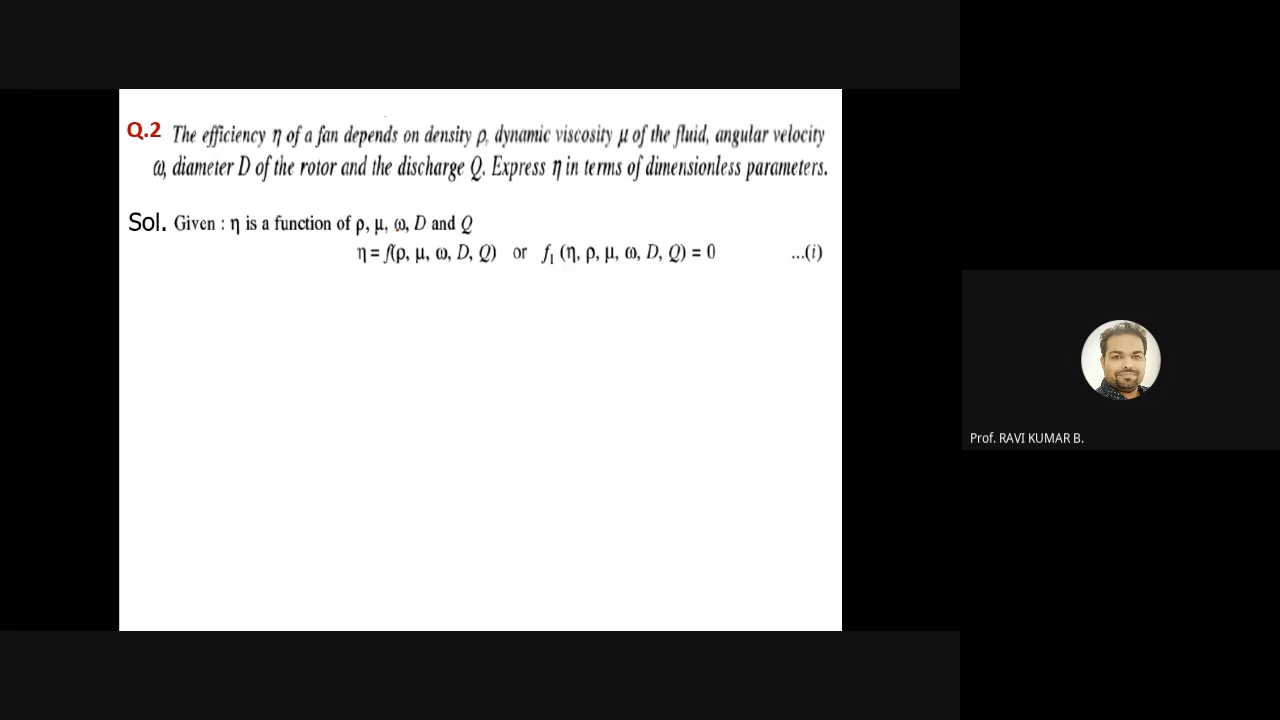 Q.2 The efficiency η of a fan depends on density ρ, dynamic viscosity μ of the fluid, angular velocity
ω, diameter D of the rotor and the discharge Q. Express η in terms of dimensionless parameters.
Sol. Given : η is a function of ρ, μ, ω, D and Q
η = f(ρ, μ, ω, D, Q) or f₁ (η, ρ, μ, ω, D, Q) = 0 ...(i)
Prof. RAVI KUMAR B.